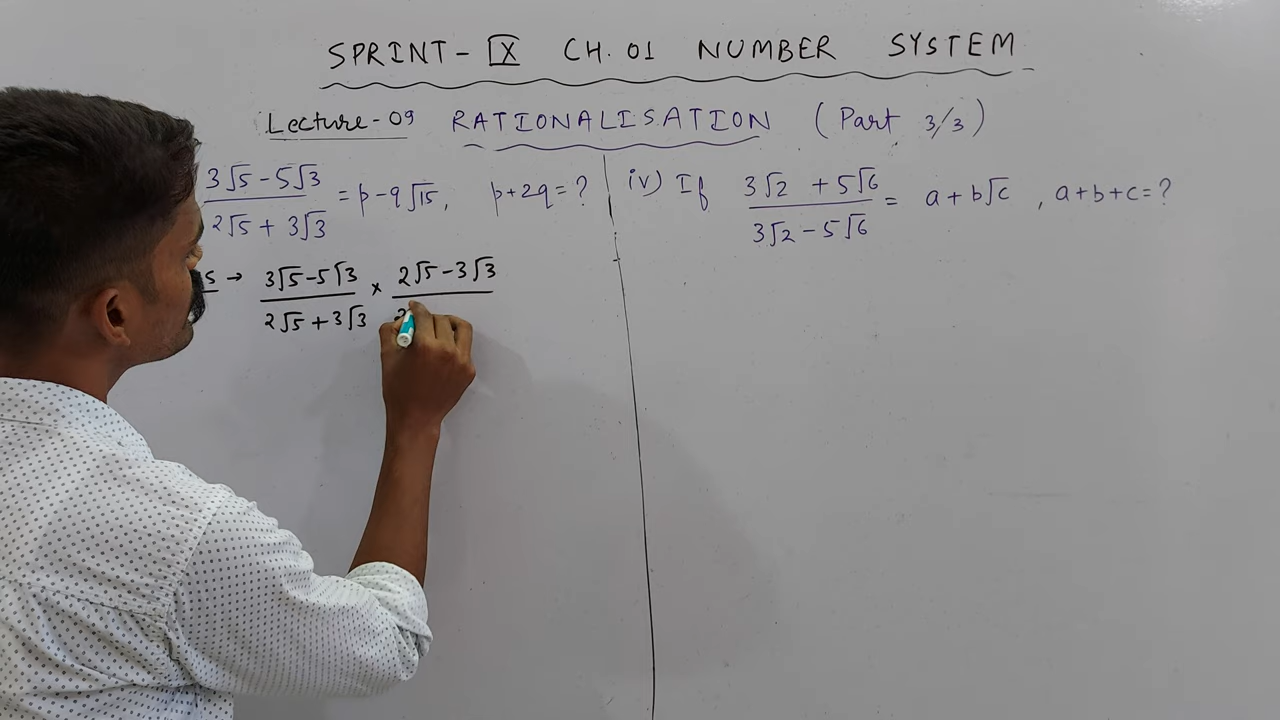 SPRINT-IX CH.01 NUMBER SYSTEM
Lecture-09 RATIONALISATION (Part 3/3)
3√5-5√3 / 2√5+3√3 = p-q√15, p+2q=?
S → 3√5-5√3 / 2√5+3√3 × 2√5-3√3 / 2
iv) If 3√2+5√6 / 3√2-5√6 = a+b√c, a+b+c=?